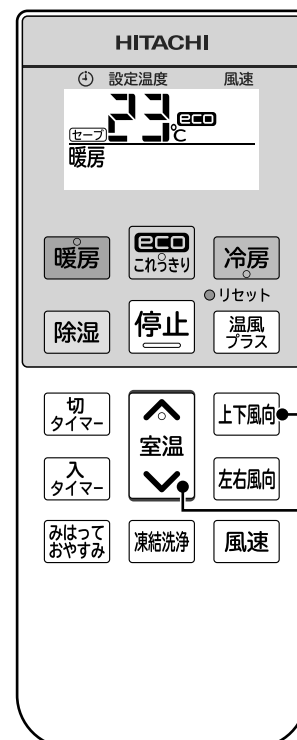 HITACHI
設定温度 風速
セーブ 23℃ eco
暖房
暖房 eco これっきり 冷房
リセット
除湿 停止 温風プラス
切タイマー 室温 上下風向
入タイマー 左右風向
みはっておやすみ 凍結洗浄 風速